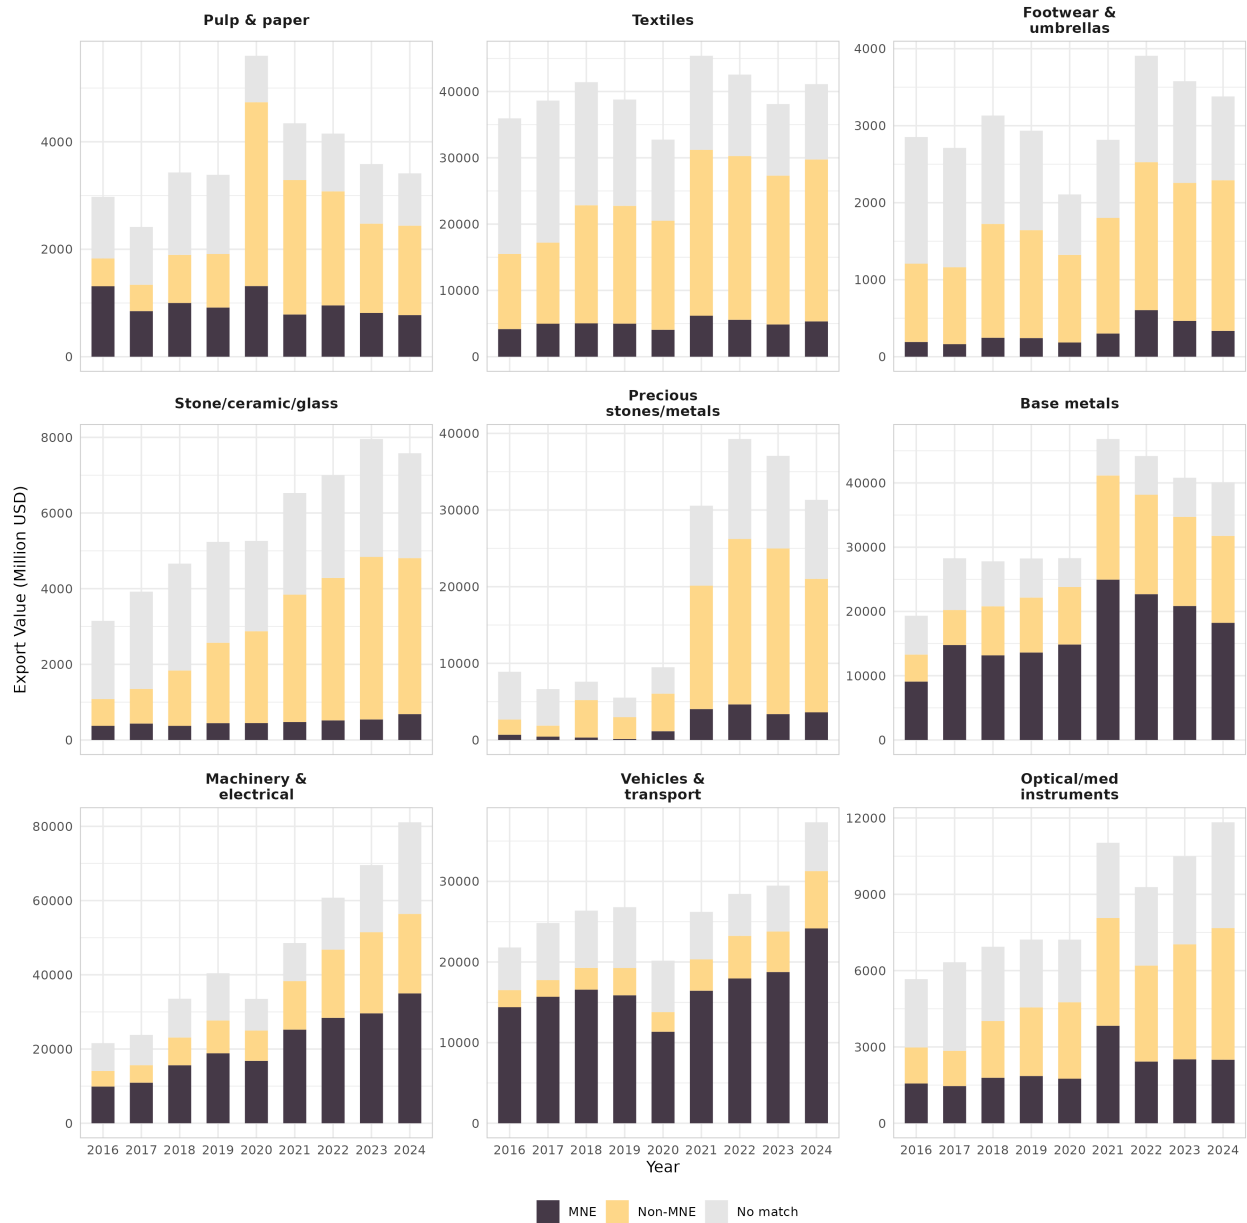 Pulp & paper
Textiles
Footwear &
umbrellas
4000
2000
0
40000
30000
20000
10000
0
4000
3000
2000
1000
0
Stone/ceramic/glass
Precious
stones/metals
Base metals
8000
6000
4000
2000
0
40000
30000
20000
10000
0
40000
30000
20000
10000
0
Export Value (Million USD)
Machinery &
electrical
Vehicles &
transport
Optical/med
instruments
80000
60000
40000
20000
0
30000
20000
10000
0
12000
9000
6000
3000
0
2016 2017 2018 2019 2020 2021 2022 2023 2024
2016 2017 2018 2019 2020 2021 2022 2023 2024
2016 2017 2018 2019 2020 2021 2022 2023 2024
Year
MNE Non-MNE No match